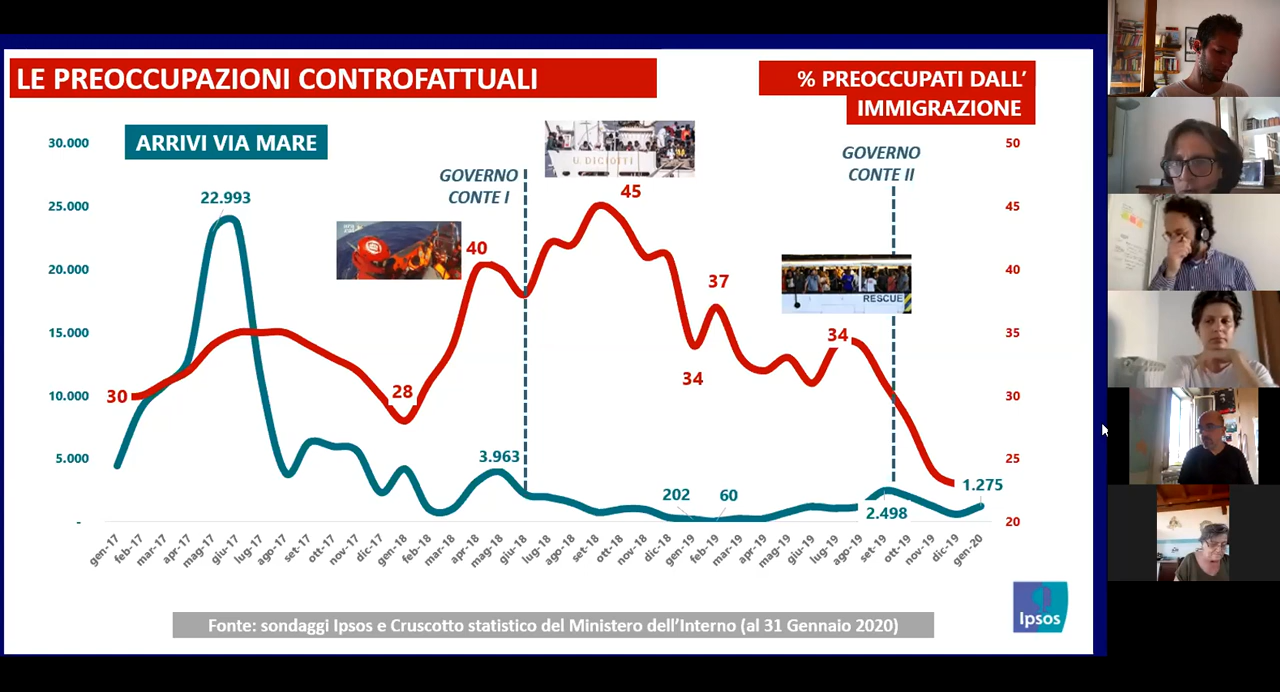 LE PREOCCUPAZIONI CONTROFATTUALI
% PREOCCUPATI DALL'
IMMIGRAZIONE
ARRIVI VIA MARE
30.000
25.000
20.000
15.000
10.000
5.000
-
50
45
40
35
30
25
20
GOVERNO
CONTE I
GOVERNO
CONTE II
U. DICIOTTI
RESCUE
22.993
3.963
202
60
2.498
1.275
30
28
40
45
34
37
34
gen-17
feb-17
mar-17
apr-17
mag-17
giu-17
lug-17
ago-17
set-17
ott-17
nov-17
dic-17
gen-18
feb-18
mar-18
apr-18
mag-18
giu-18
lug-18
ago-18
set-18
ott-18
nov-18
dic-18
gen-19
feb-19
mar-19
apr-19
mag-19
giu-19
lug-19
ago-19
set-19
ott-19
nov-19
dic-19
gen-20
Fonte: sondaggi Ipsos e Cruscotto statistico del Ministero dell'Interno (al 31 Gennaio 2020)
Ipsos